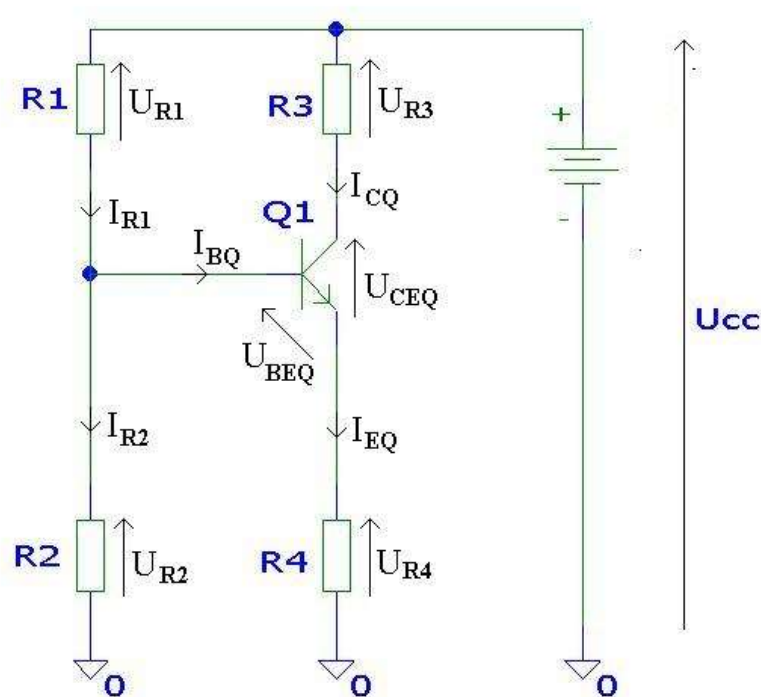 R1
U_R1
R3
U_R3
+
I_R1
I_CQ
Q1
-
I_BQ
U_CEQ
Ucc
U_BEQ
I_R2
I_EQ
R2
U_R2
R4
U_R4
0
0
0